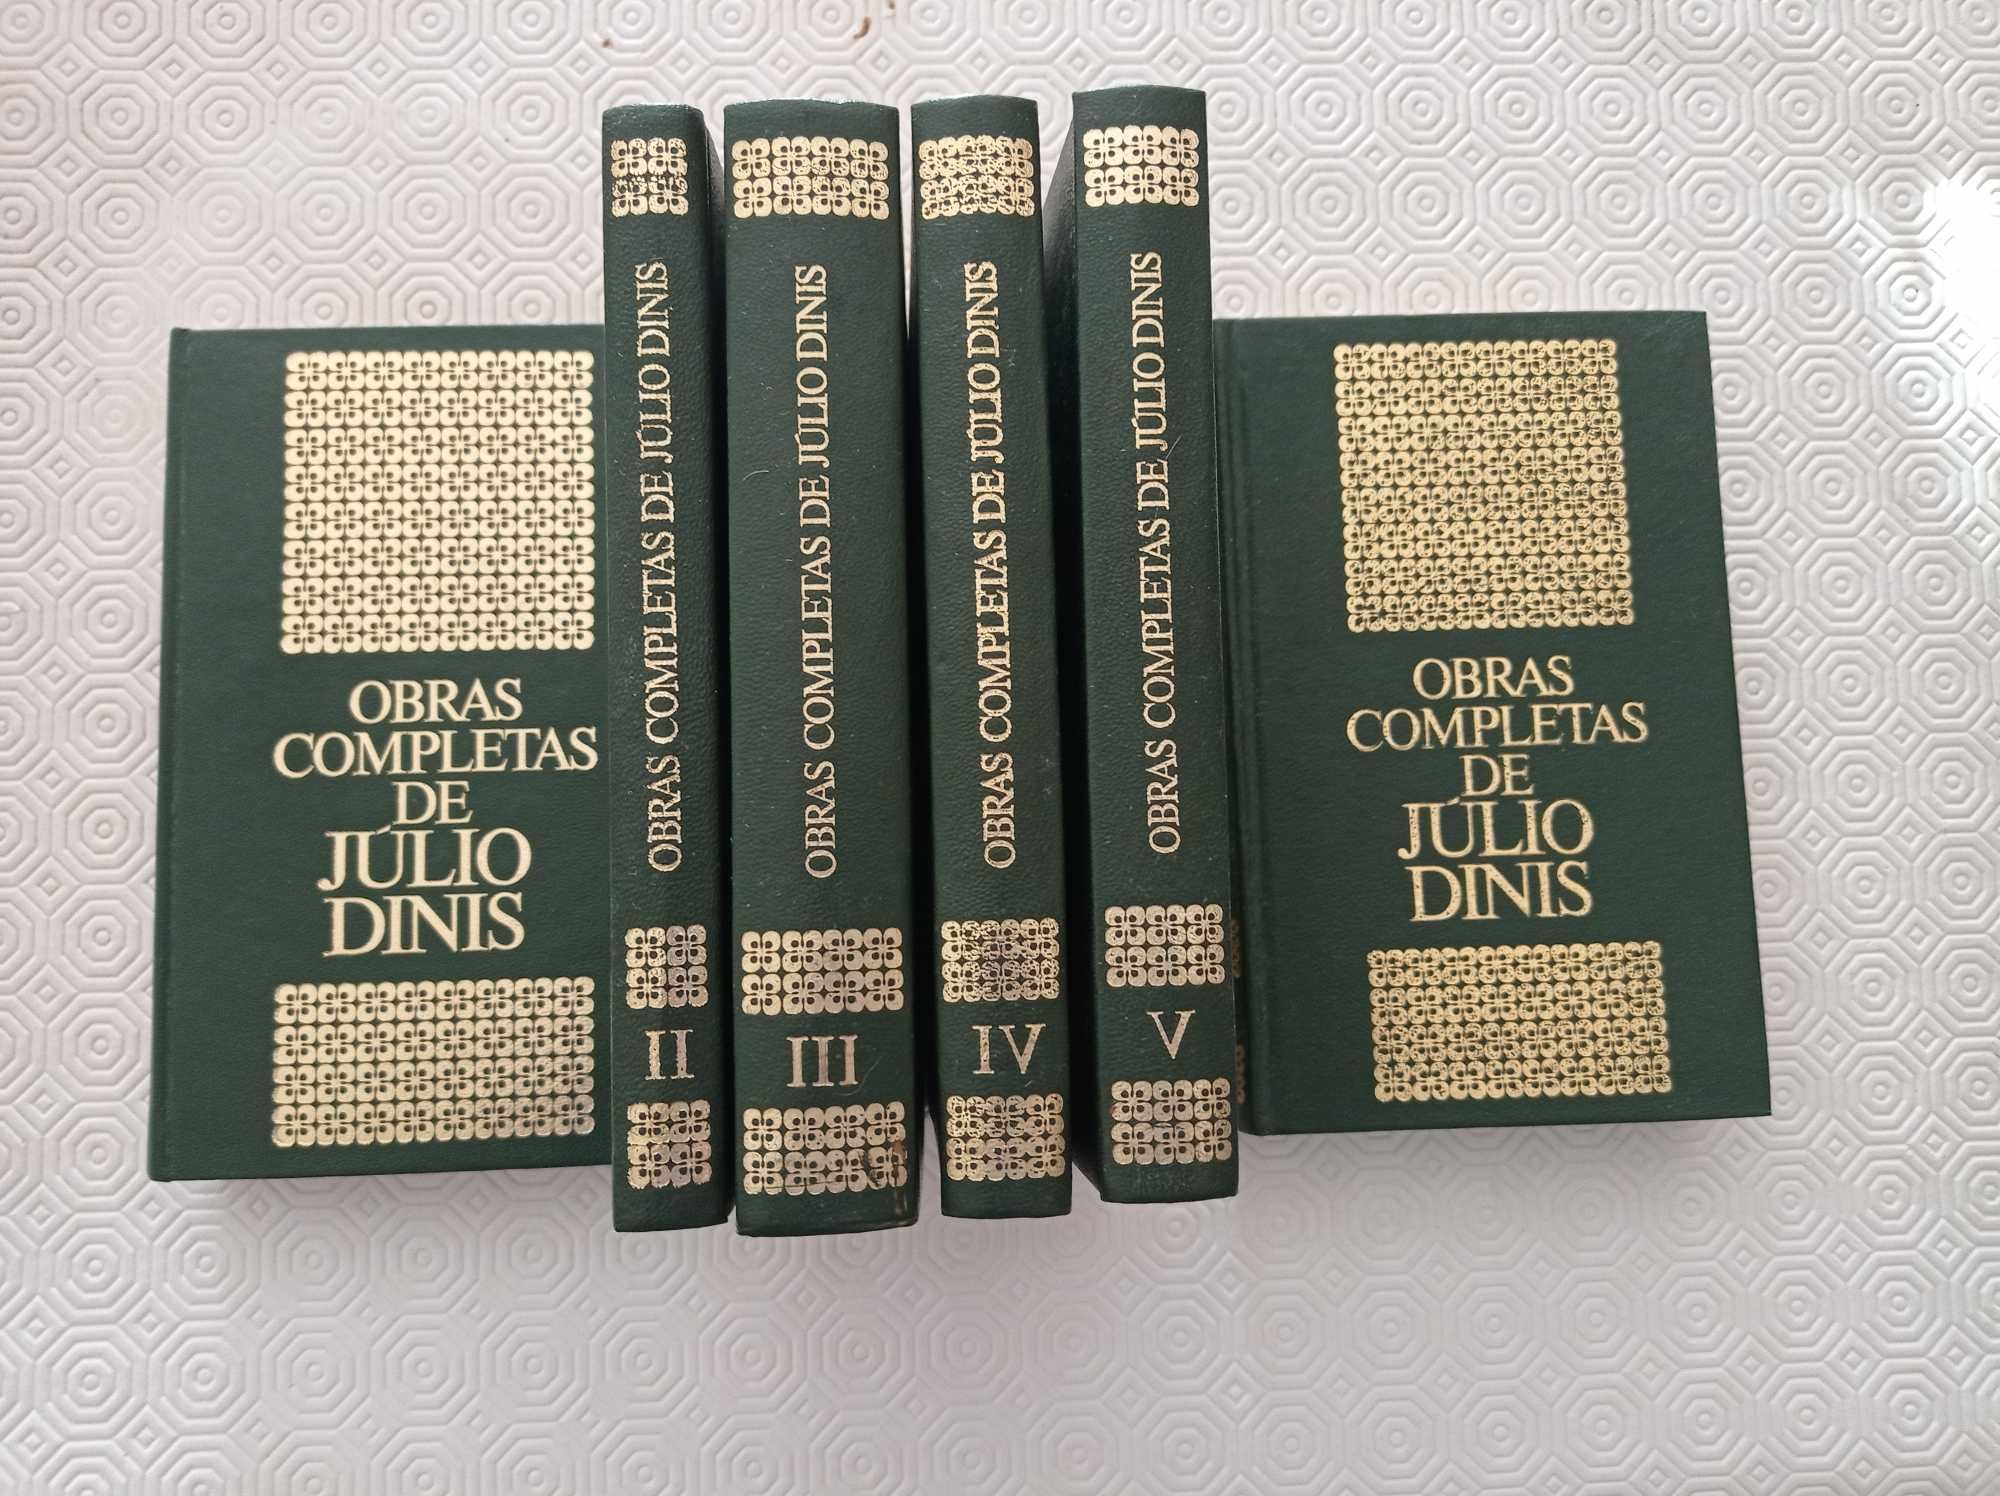 OBRAS
COMPLETAS
DE
JÚLIO
DINIS
OBRAS COMPLETAS DE JÚLIO DINIS
II
OBRAS COMPLETAS DE JÚLIO DINIS
III
OBRAS COMPLETAS DE JÚLIO DINIS
IV
OBRAS COMPLETAS DE JÚLIO DINIS
V
OBRAS
COMPLETAS
DE
JÚLIO
DINIS